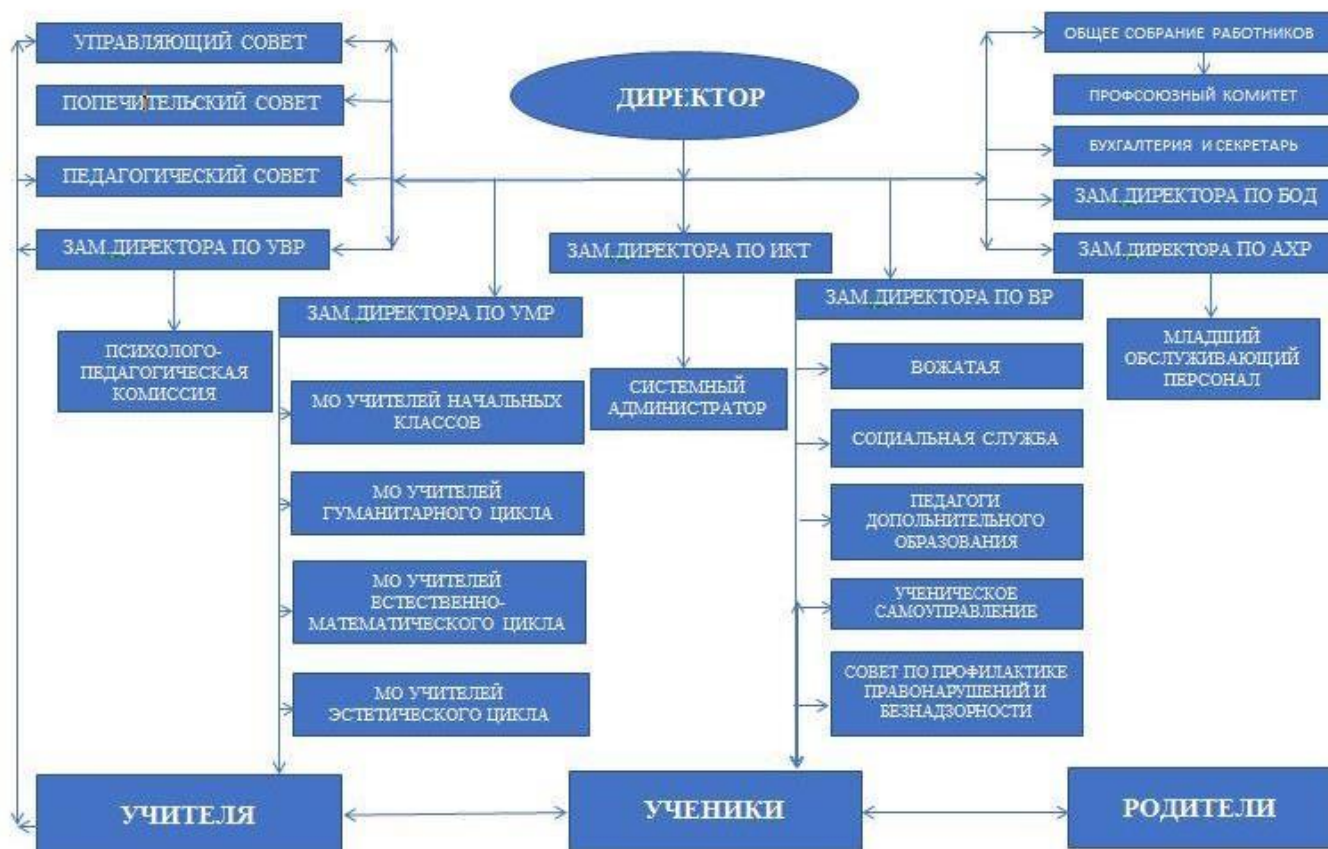 УПРАВЛЯЮЩИЙ СОВЕТ
ПОПЕЧИТЕЛЬСКИЙ СОВЕТ
ПЕДАГОГИЧЕСКИЙ СОВЕТ
ЗАМ.ДИРЕКТОРА ПО УВР
ПСИХОЛОГО-
ПЕДАГОГИЧЕСКАЯ
КОМИССИЯ
ДИРЕКТОР
ОБЩЕЕ СОБРАНИЕ РАБОТНИКОВ
ПРОФСОЮЗНЫЙ КОМИТЕТ
БУХГАЛТЕРИЯ И СЕКРЕТАРЬ
ЗАМ.ДИРЕКТОРА ПО БОД
ЗАМ.ДИРЕКТОРА ПО АХР
МЛАДШИЙ
ОБСЛУЖИВАЮЩИЙ
ПЕРСОНАЛ
ЗАМ.ДИРЕКТОРА ПО УМР
МО УЧИТЕЛЕЙ НАЧАЛЬНЫХ
КЛАССОВ
МО УЧИТЕЛЕЙ
ГУМАНИТАРНОГО ЦИКЛА
МО УЧИТЕЛЕЙ
ЕСТЕСТВЕННО-
МАТЕМАТИЧЕСКОГО ЦИКЛА
МО УЧИТЕЛЕЙ
ЭСТЕТИЧЕСКОГО ЦИКЛА
ЗАМ.ДИРЕКТОРА ПО ИКТ
СИСТЕМНЫЙ
АДМИНИСТРАТОР
ЗАМ.ДИРЕКТОРА ПО ВР
ВОЖАТАЯ
СОЦИАЛЬНАЯ СЛУЖБА
ПЕДАГОГИ
ДОПОЛЬНИТЕЛЬНОГО
ОБРАЗОВАНИЯ
УЧЕНИЧЕСКОЕ
САМОУПРАВЛЕНИЕ
СОВЕТ ПО ПРОФИЛАКТИКЕ
ПРАВОНАРУШЕНИЙ И
БЕЗНАДЗОРНОСТИ
УЧИТЕЛЯ
УЧЕНИКИ
РОДИТЕЛИ